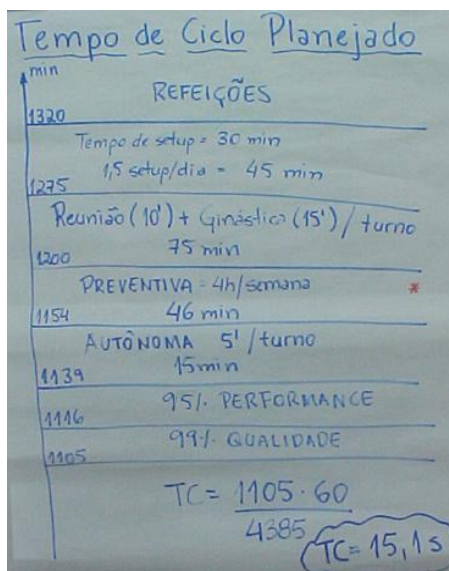 Tempo de Ciclo Planejado
min
REFEIÇÕES
1320
Tempo de setup = 30 min
1,5 setup/dia = 45 min
1275
Reunião (10') + Ginástica (15') / turno
75 min
1200
PREVENTIVA = 4h/semana *
46 min
1154
AUTÔNOMA 5' /turno
15min
1139
95%. PERFORMANCE
1116
99%. QUALIDADE
1105
TC = 1105 · 60
4385
TC = 15,1 s